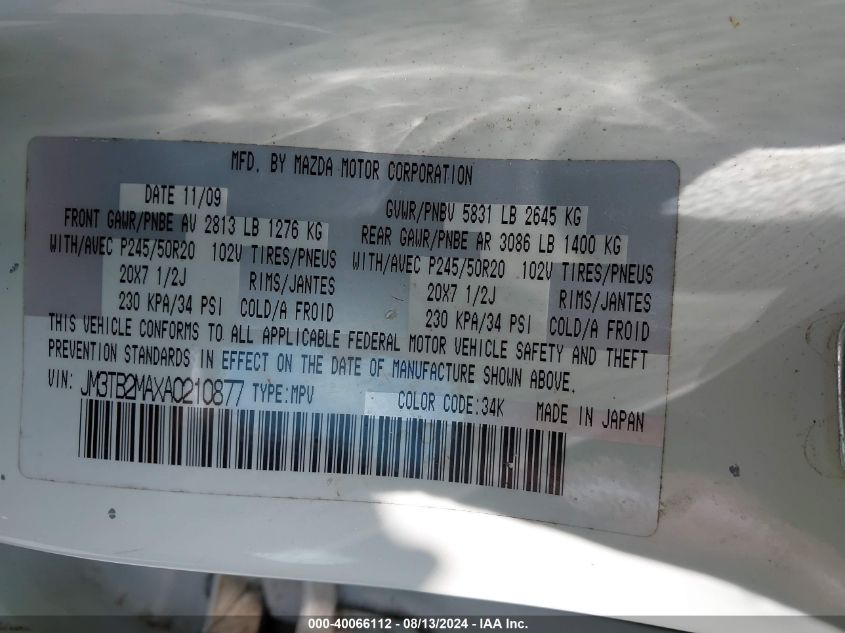 MFD. BY MAZDA MOTOR CORPORATION
DATE 11/09 GVWR/PNBV 5831 LB 2645 KG
FRONT GAWR/PNBE AV 2813 LB 1276 KG REAR GAWR/PNBE AR 3086 LB 1400 KG
WITH/AVEC P245/50R20 102V TIRES/PNEUS WITH/AVEC P245/50R20 102V TIRES/PNEUS
20X7 1/2J RIMS/JANTES 20X7 1/2J RIMS/JANTES
230 KPA/34 PSI COLD/A FROID 230 KPA/34 PSI COLD/A FROID
THIS VEHICLE CONFORMS TO ALL APPLICABLE FEDERAL MOTOR VEHICLE SAFETY AND THEFT
PREVENTION STANDARDS IN EFFECT ON THE DATE OF MANUFACTURE SHOWN ABOVE.
VIN: JM3TB2MAXA0210877 TYPE:MPV COLOR CODE:34K MADE IN JAPAN
000-40066112 - 08/13/2024 - IAA Inc.